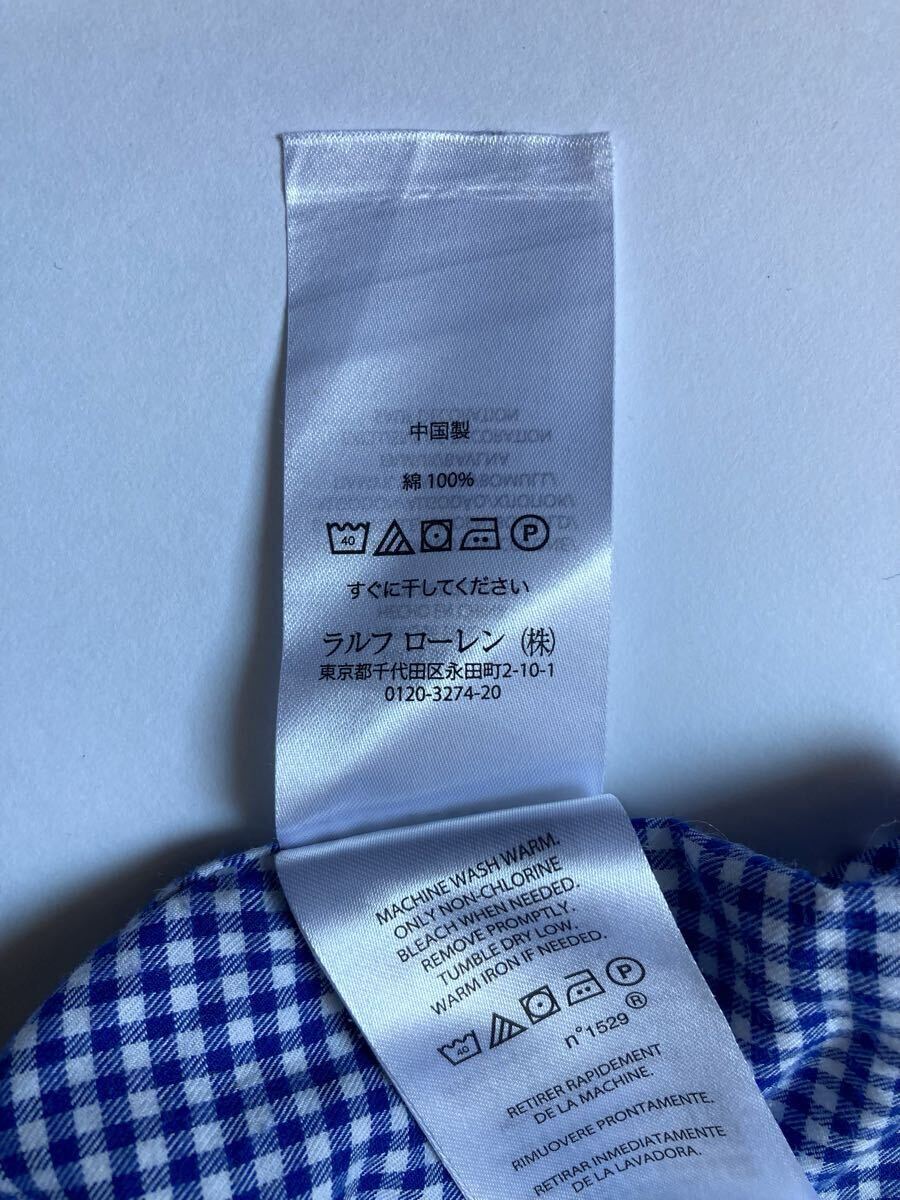 中国製
綿 100%
40
P
すぐに干してください
ラルフ ローレン (株)
東京都千代田区永田町2-10-1
0120-3274-20
MACHINE WASH WARM.
ONLY NON-CHLORINE
BLEACH WHEN NEEDED.
REMOVE PROMPTLY.
TUMBLE DRY LOW.
WARM IRON IF NEEDED.
40
P
n°1529 ®
RETIRER RAPIDEMENT
DE LA MACHINE.
RIMUOVERE PRONTAMENTE.
RETIRAR INMEDIATAMENTE
DE LA LAVADORA.